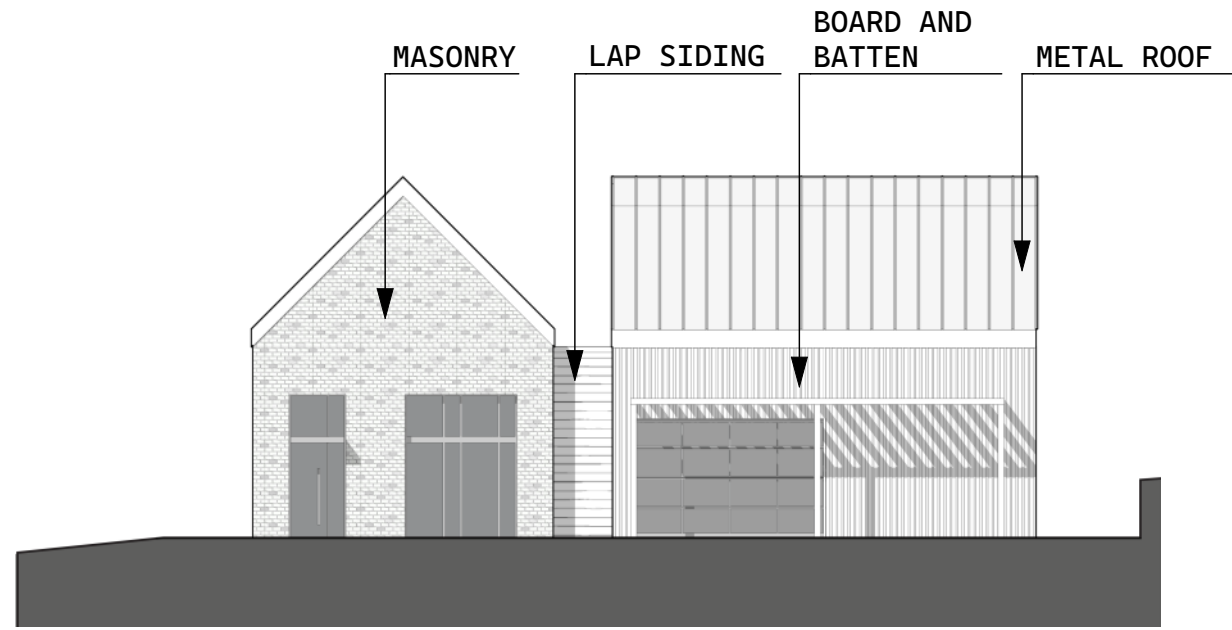 MASONRY
LAP SIDING
BOARD AND
BATTEN
METAL ROOF